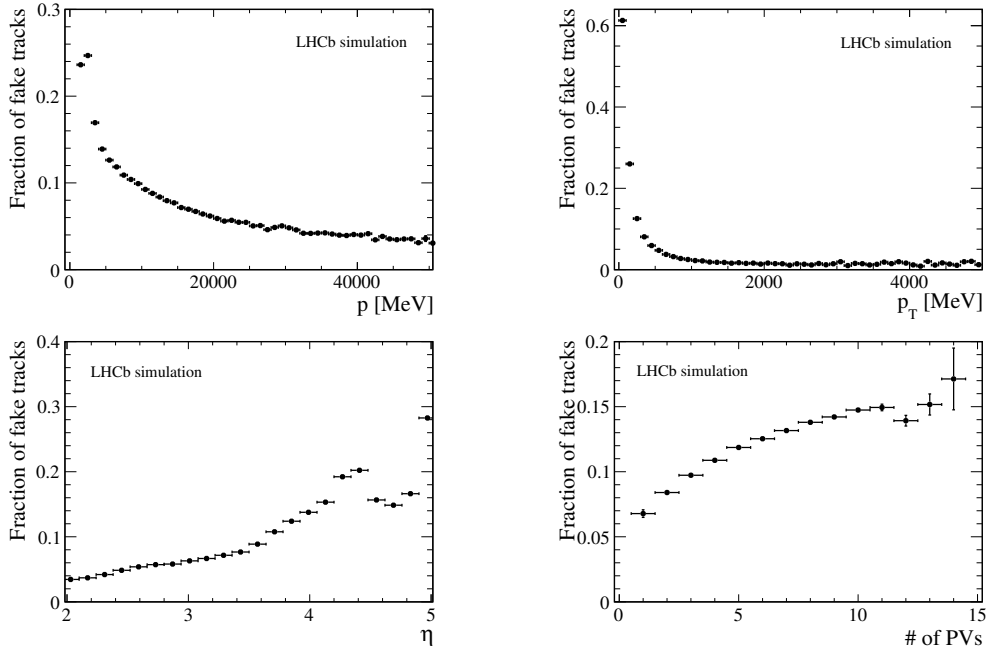 Fraction of fake tracks
0.3
0.2
0.1
0
LHCb simulation
0 20000 40000
p [MeV]
Fraction of fake tracks
0.6
0.4
0.2
0
LHCb simulation
0 2000 4000
p_T [MeV]
Fraction of fake tracks
0.4
0.3
0.2
0.1
0
LHCb simulation
2 3 4 5
η
Fraction of fake tracks
0.2
0.15
0.1
0.05
0
LHCb simulation
0 5 10 15
# of PVs